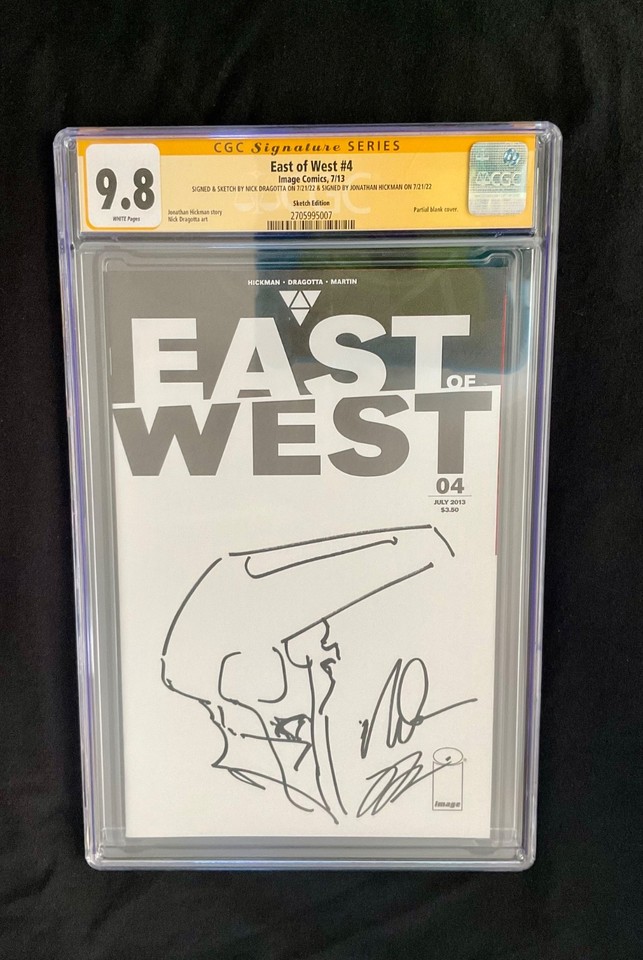 CGC Signature SERIES
9.8
WHITE Pages
East of West #4
Image Comics, 7/13
SIGNED & SKETCH BY NICK DRAGOTTA ON 7/21/22 & SIGNED BY JONATHAN HICKMAN ON 7/21/22
Sketch Edition
Jonathan Hickman story
Nick Dragotta art
2705995007
Partial blank cover.
CGC
HICKMAN • DRAGOTTA • MARTIN
EAST
OF
WEST
04
JULY 2013
$3.50
image